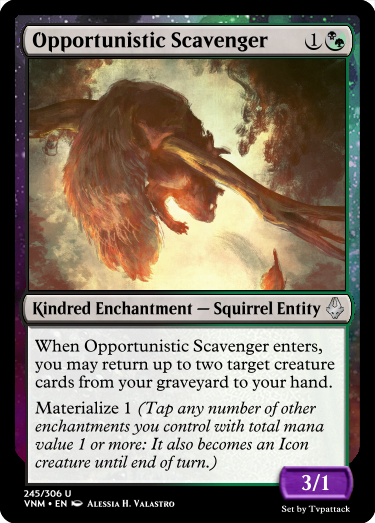 Opportunistic Scavenger 1
Kindred Enchantment — Squirrel Entity
When Opportunistic Scavenger enters,
you may return up to two target creature
cards from your graveyard to your hand.
Materialize 1 (Tap any number of other
enchantments you control with total mana
value 1 or more: It also becomes an Icon
creature until end of turn.)
3/1
245/306 U
VNM • EN Alessia H. Valastro
Set by Tvpattack